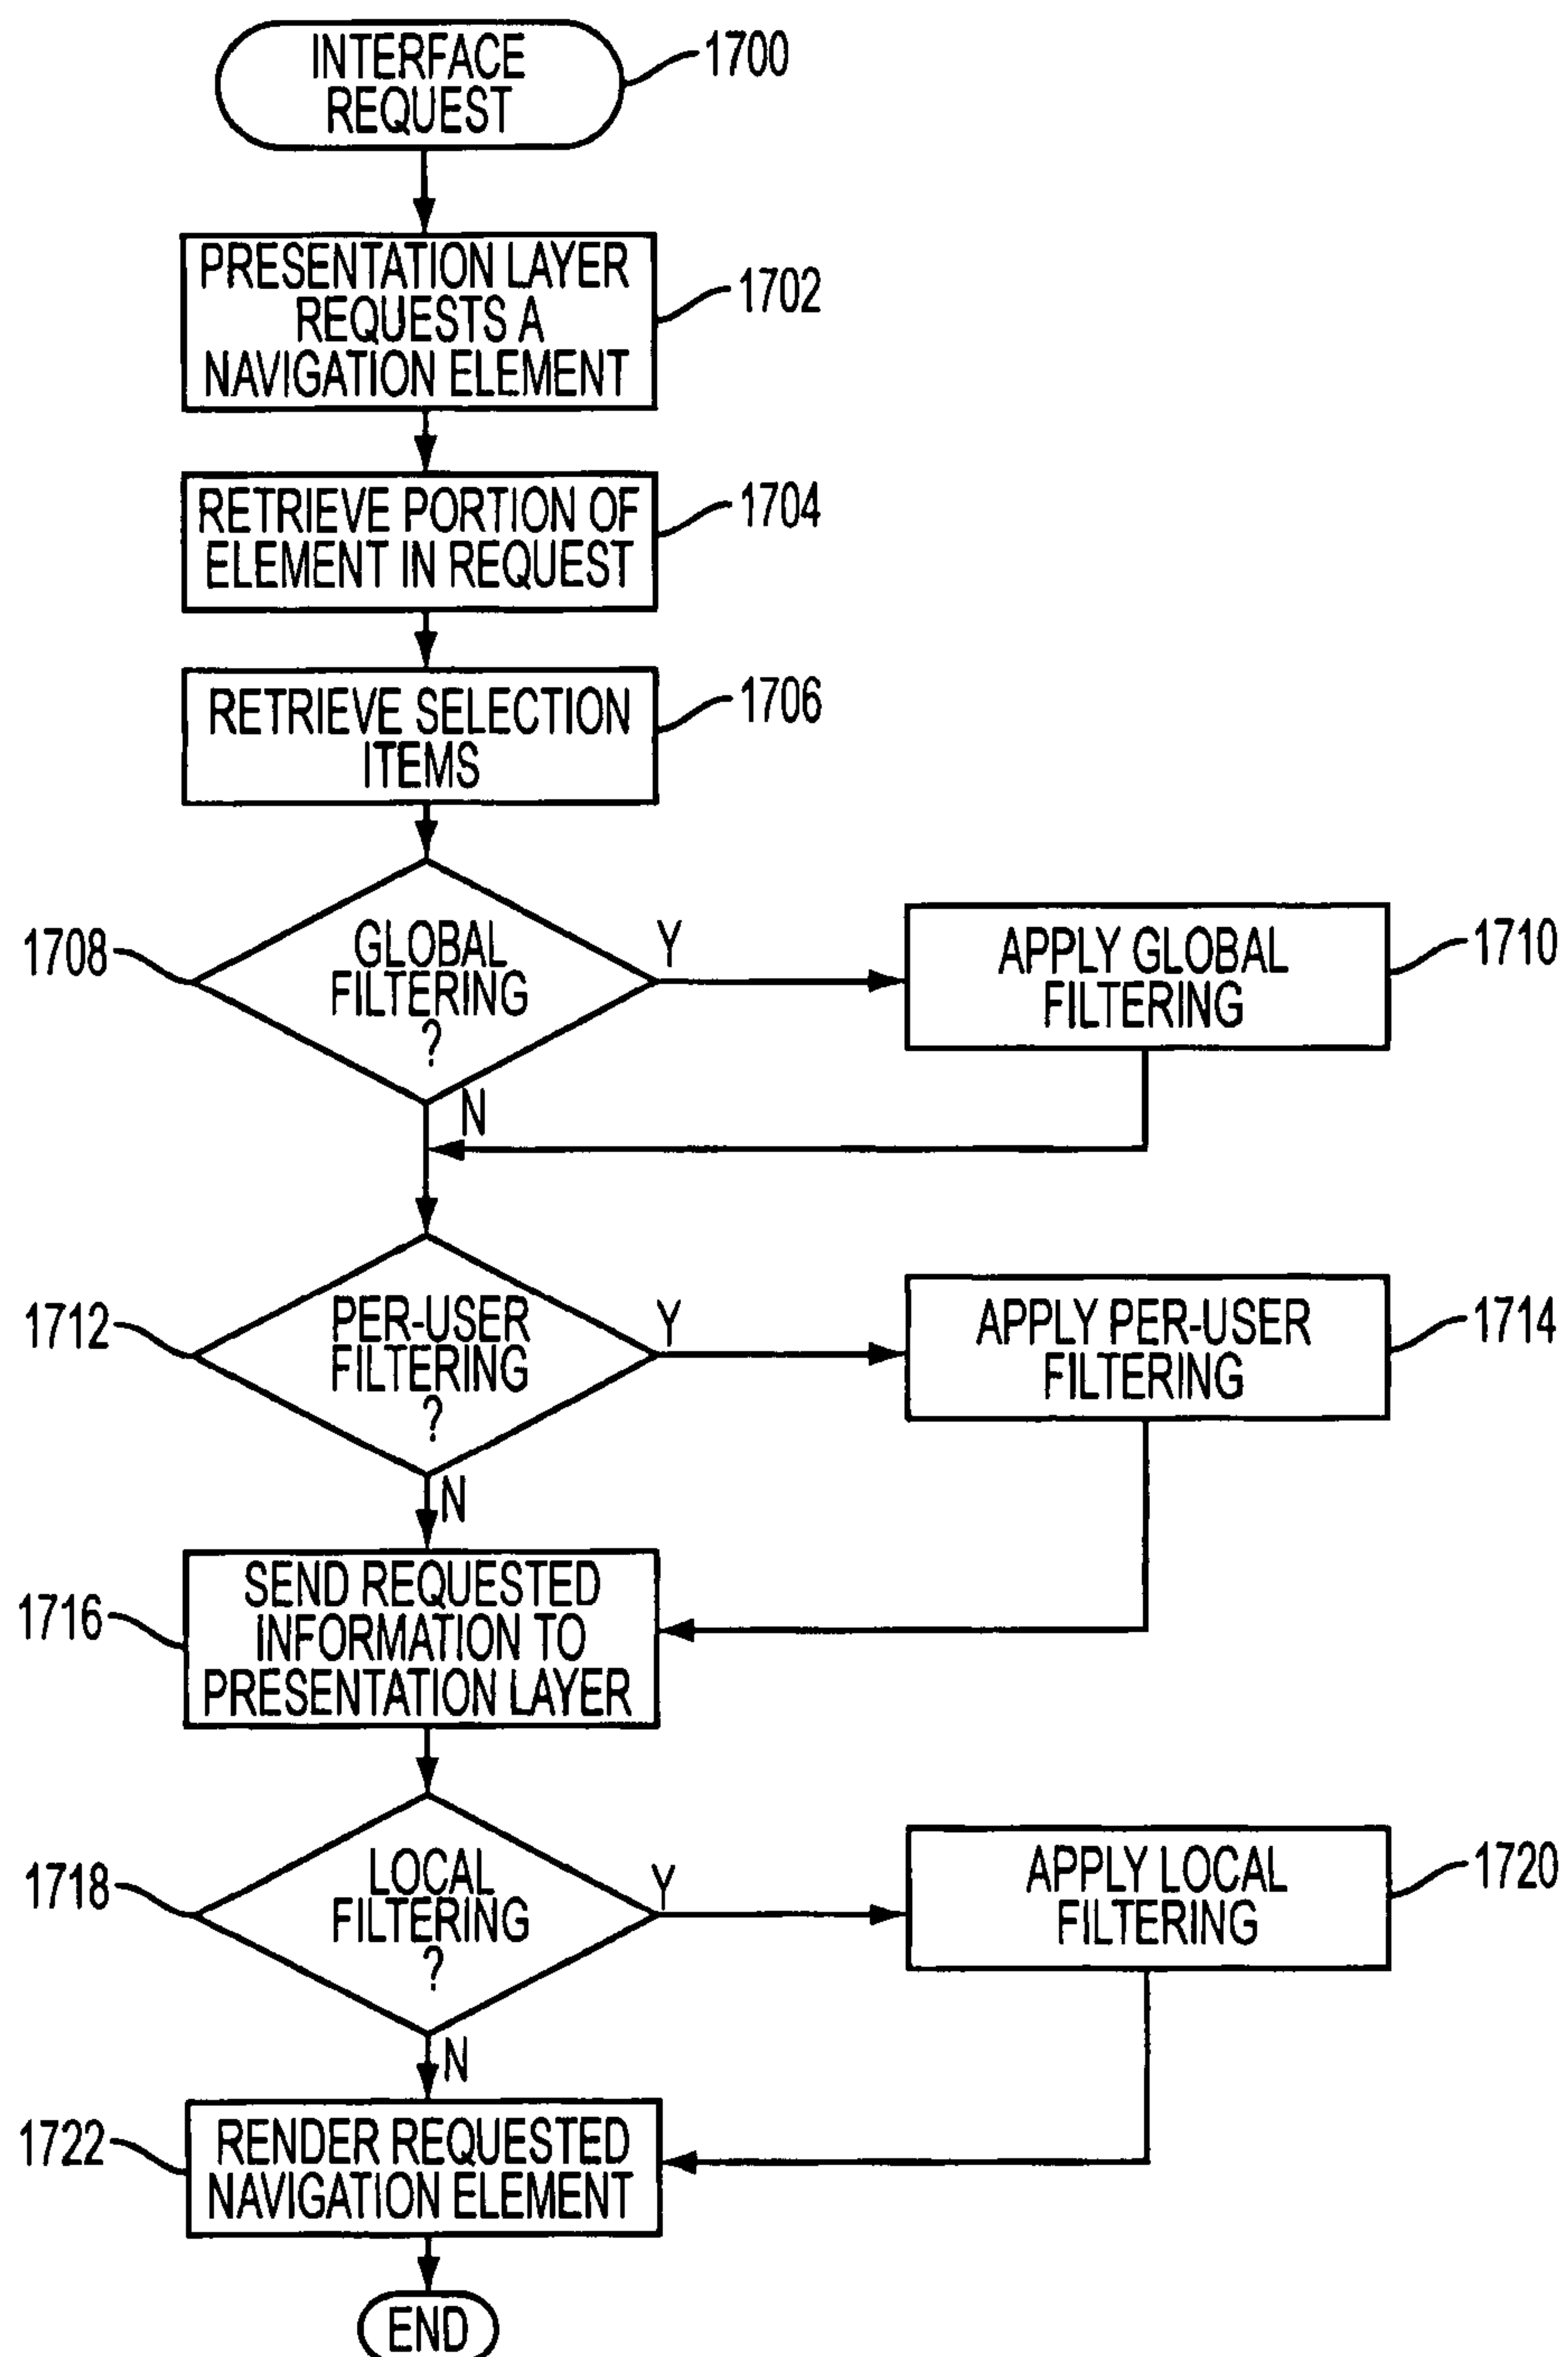 INTERFACE
REQUEST
1700
PRESENTATION LAYER
REQUESTS A
NAVIGATION ELEMENT
1702
RETRIEVE PORTION OF
ELEMENT IN REQUEST
1704
RETRIEVE SELECTION
ITEMS
1706
1708
GLOBAL
FILTERING
?
Y
N
APPLY GLOBAL
FILTERING
1710
1712
PER-USER
FILTERING
?
Y
N
APPLY PER-USER
FILTERING
1714
1716
SEND REQUESTED
INFORMATION TO
PRESENTATION LAYER
1718
LOCAL
FILTERING
?
Y
N
APPLY LOCAL
FILTERING
1720
1722
RENDER REQUESTED
NAVIGATION ELEMENT
END